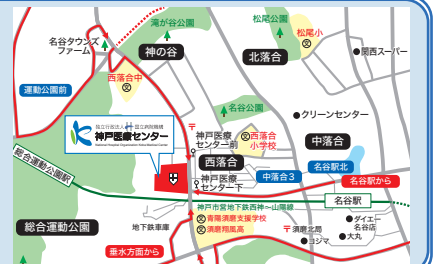 滝が谷公園
松尾公園
松尾小
名谷タウンズ
ファーム
神の谷
北落合
関西スーパー
西落合中
運動公園前
名谷公園
クリーンセンター
独立行政法人 国立病院機構
神戸医療センター
National Hospital Organization Kobe Medical Center
神戸医療
センター前
西落合
小学校
中落合
西落合
名谷駅北
総合運動公園駅
神戸医療
センター下
中落合3
名谷駅から
名谷駅
神戸市営地下鉄西神〜山陽線
総合運動公園
地下鉄車庫
青陽須磨支援学校
須磨翔風高
須磨北局
ダイエー
名谷店
コジマ
大丸
垂水方面から